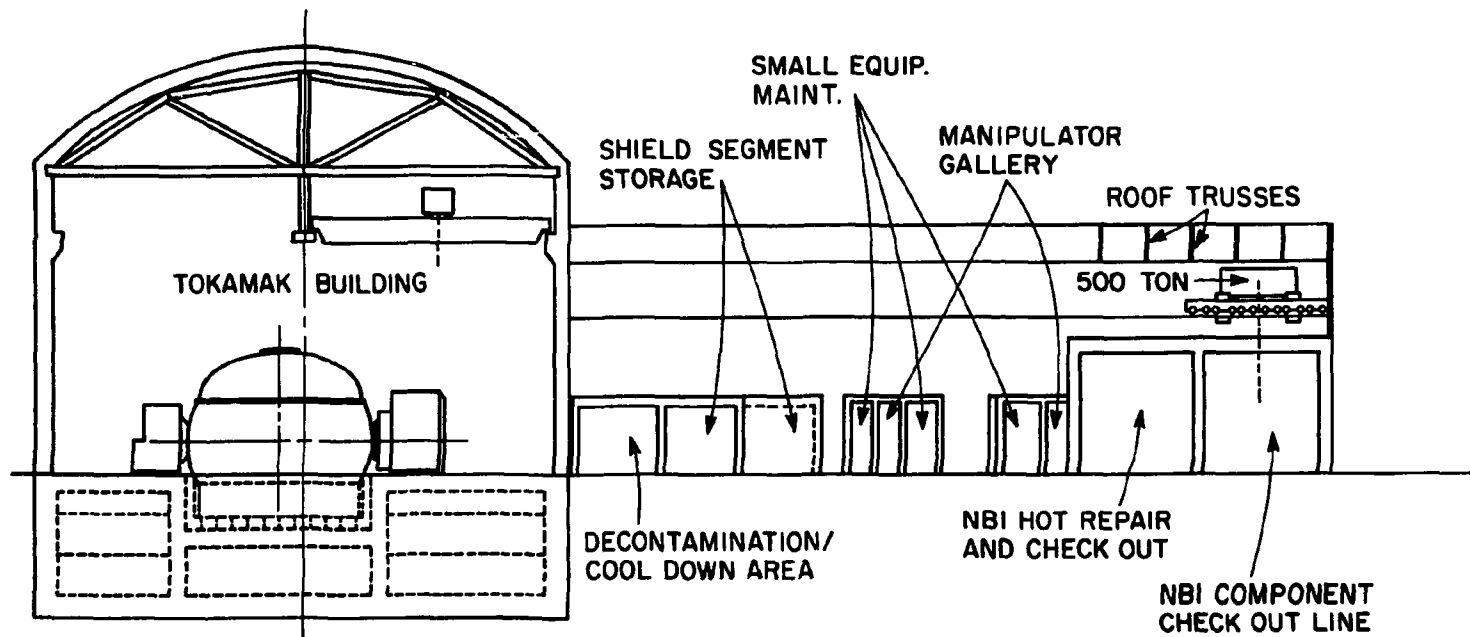 SMALL EQUIP.
MAINT.
SHIELD SEGMENT
STORAGE
MANIPULATOR
GALLERY
ROOF TRUSSES
TOKAMAK BUILDING
500 TON
DECONTAMINATION/
COOL DOWN AREA
NBI HOT REPAIR
AND CHECK OUT
NBI COMPONENT
CHECK OUT LINE